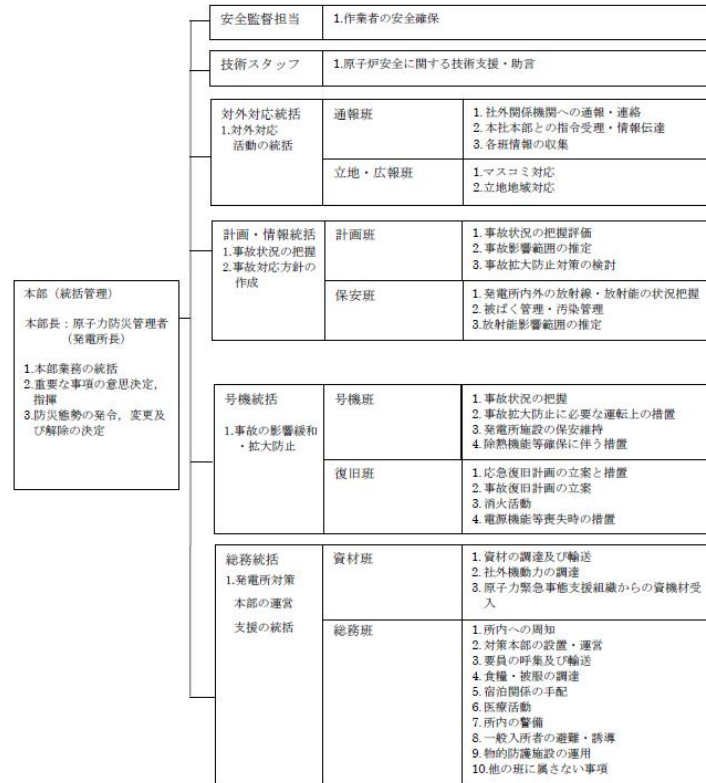 本部（統括管理）
本部長：原子力防災管理者
（発電所長）
1.本部業務の統括
2.重要な事項の意思決定，
指揮
3.防災態勢の発令，変更及
び解除の決定
安全監督担当
1.作業者の安全確保
技術スタッフ
1.原子炉安全に関する技術支援・助言
対外対応統括
1.対外対応
活動の統括
通報班
1.社外関係機関への通報・連絡
2.本社本部との指令受理・情報伝達
3.各班情報の収集
立地・広報班
1.マスコミ対応
2.立地地域対応
計画・情報統括
1.事故状況の把握
2.事故対応方針の
作成
計画班
1.事故状況の把握評価
2.事故影響範囲の推定
3.事故拡大防止対策の検討
保安班
1.発電所内外の放射線・放射能の状況把握
2.被ばく管理・汚染管理
3.放射能影響範囲の推定
号機統括
1.事故の影響緩和
・拡大防止
号機班
1.事故状況の把握
2.事故拡大防止に必要な運転上の措置
3.発電所施設の保安維持
4.除熱機能等確保に伴う措置
復旧班
1.応急復旧計画の立案と措置
2.事故復旧計画の立案
3.消火活動
4.電源機能等喪失時の措置
総務統括
1.発電所対策
本部の運営
支援の統括
資材班
1.資材の調達及び輸送
2.社外機動力の調達
3.原子力緊急事態支援組織からの資機材受
入
総務班
1.所内への周知
2.対策本部の設置・運営
3.要員の呼集及び輸送
4.食糧・被服の調達
5.宿泊関係の手配
6.医療活動
7.所内の警備
8.一般入所者の避難・誘導
9.物的防護施設の運用
10.他の班に属さない事項